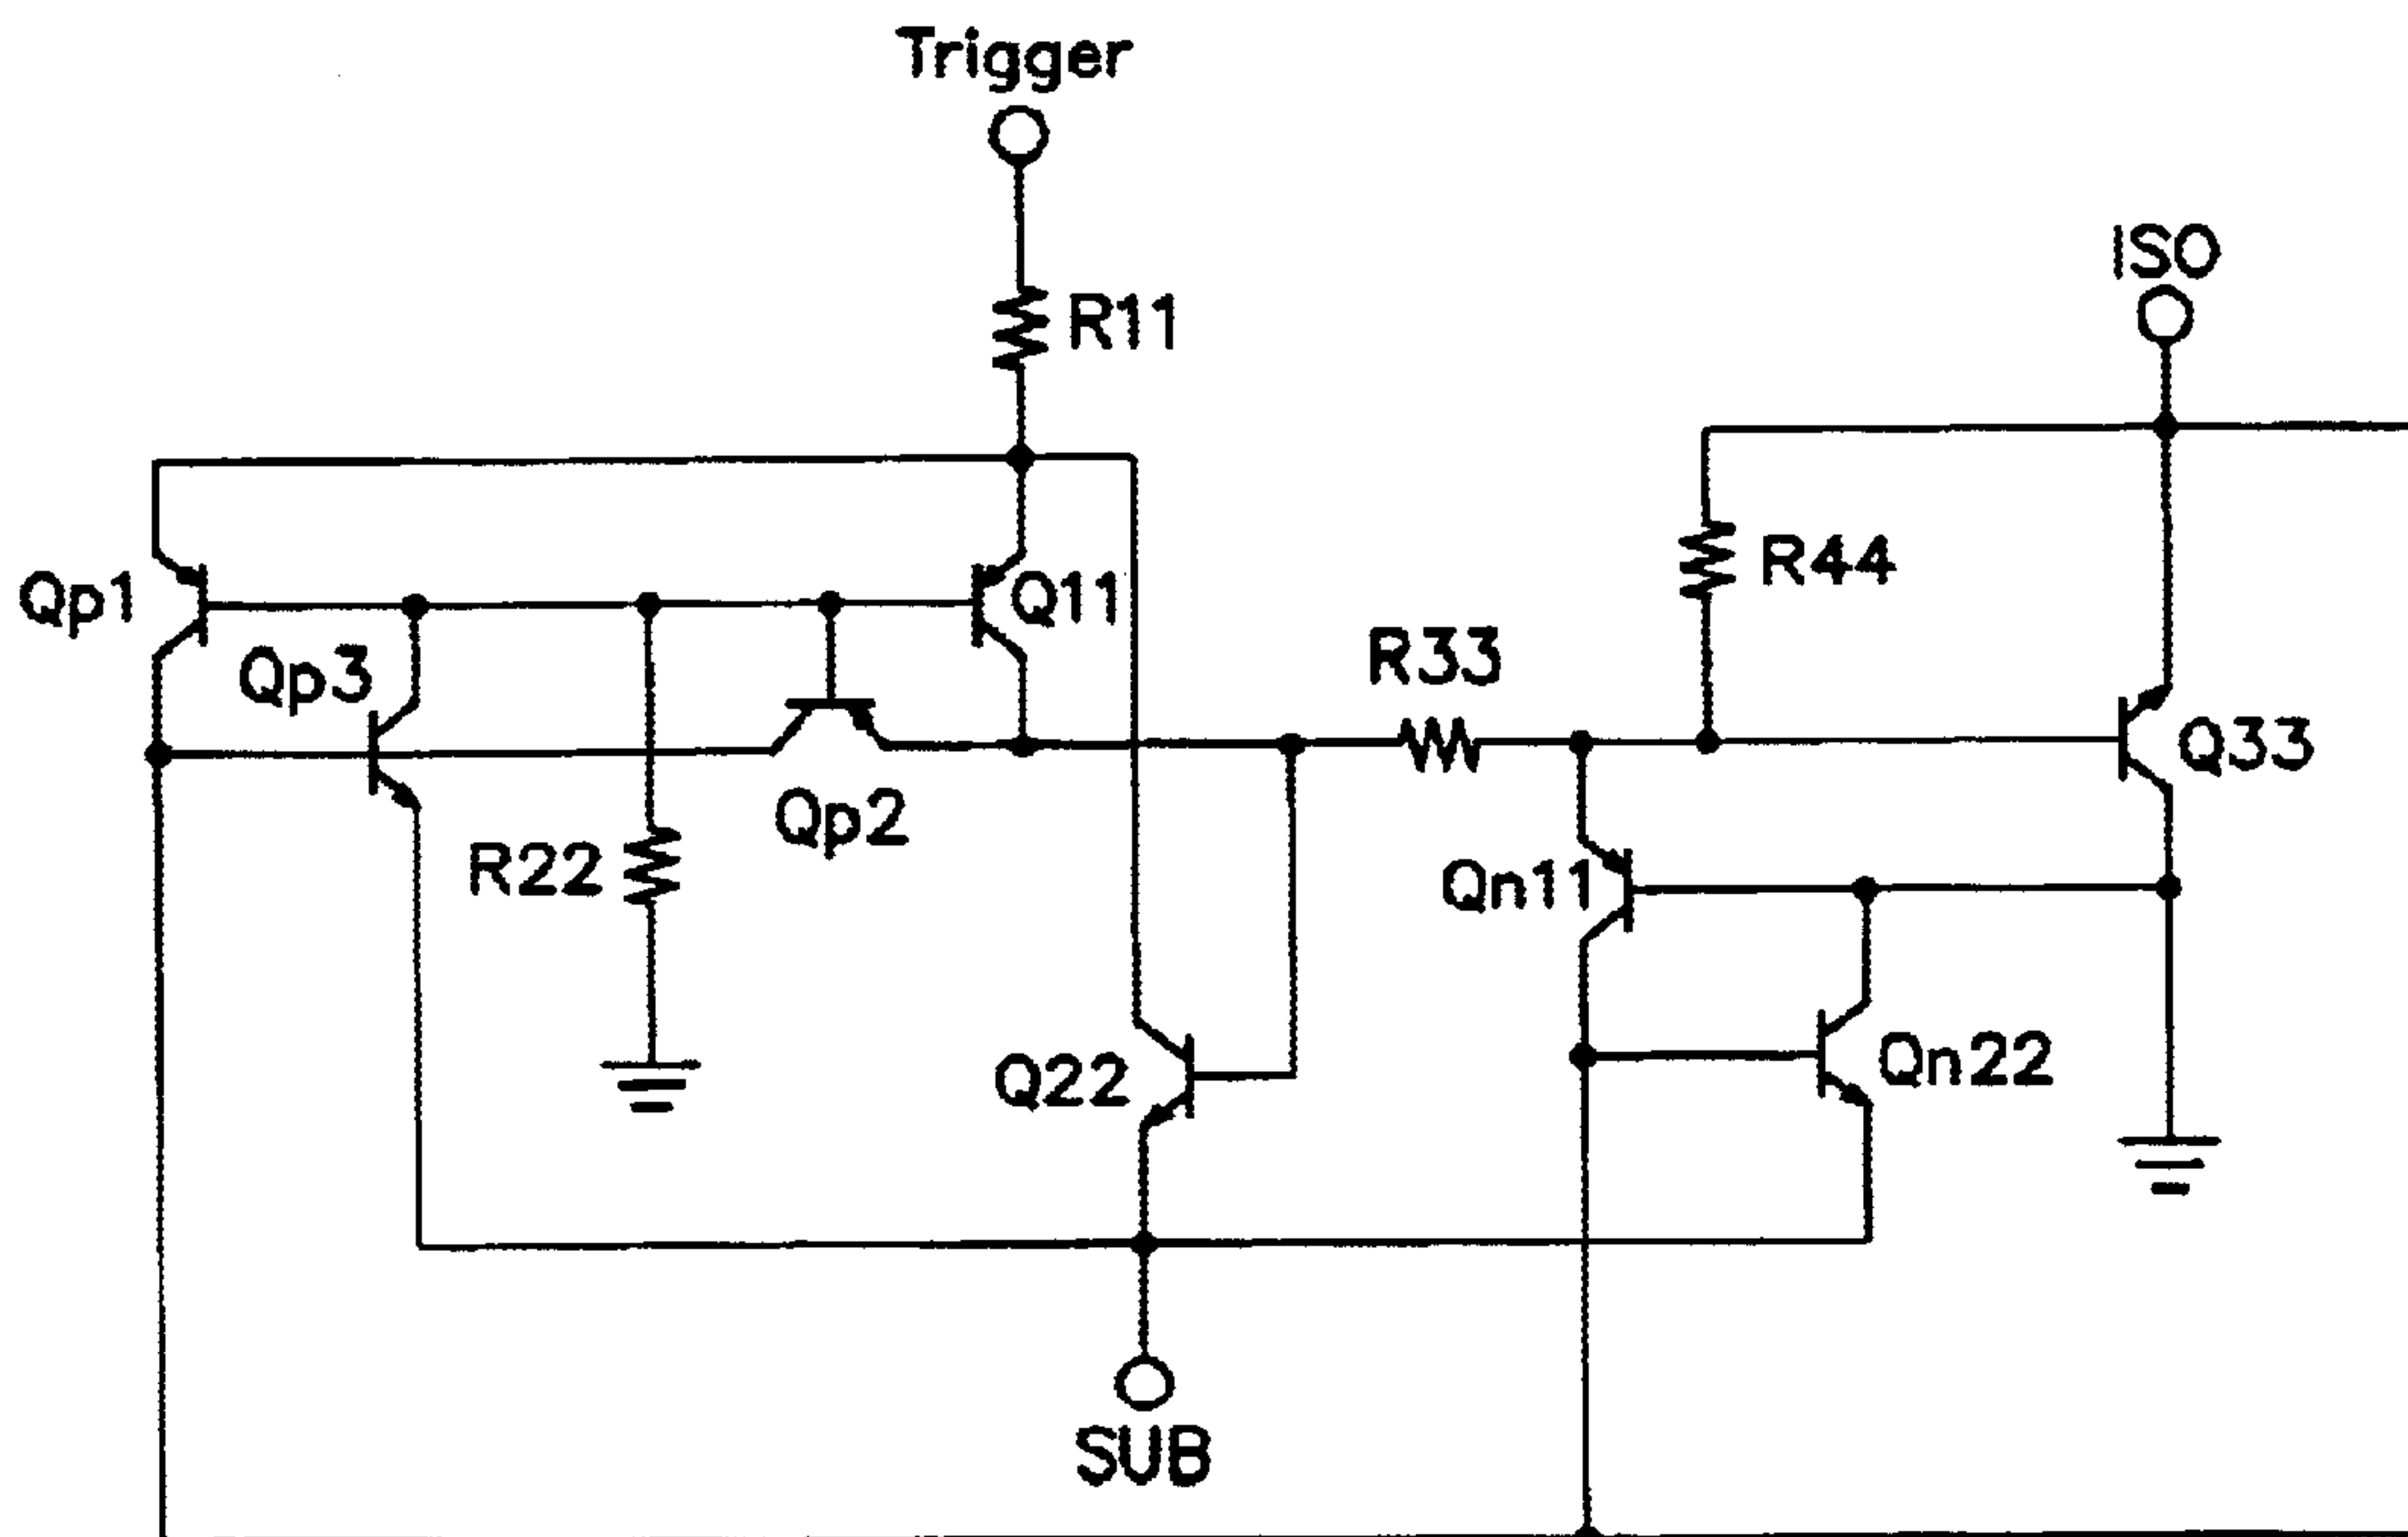 Trigger
ISO
R11
Qp1
Q11
R44
Qp3
R33
Q33
Qp2
R22
Qn11
Q22
Qn22
SUB